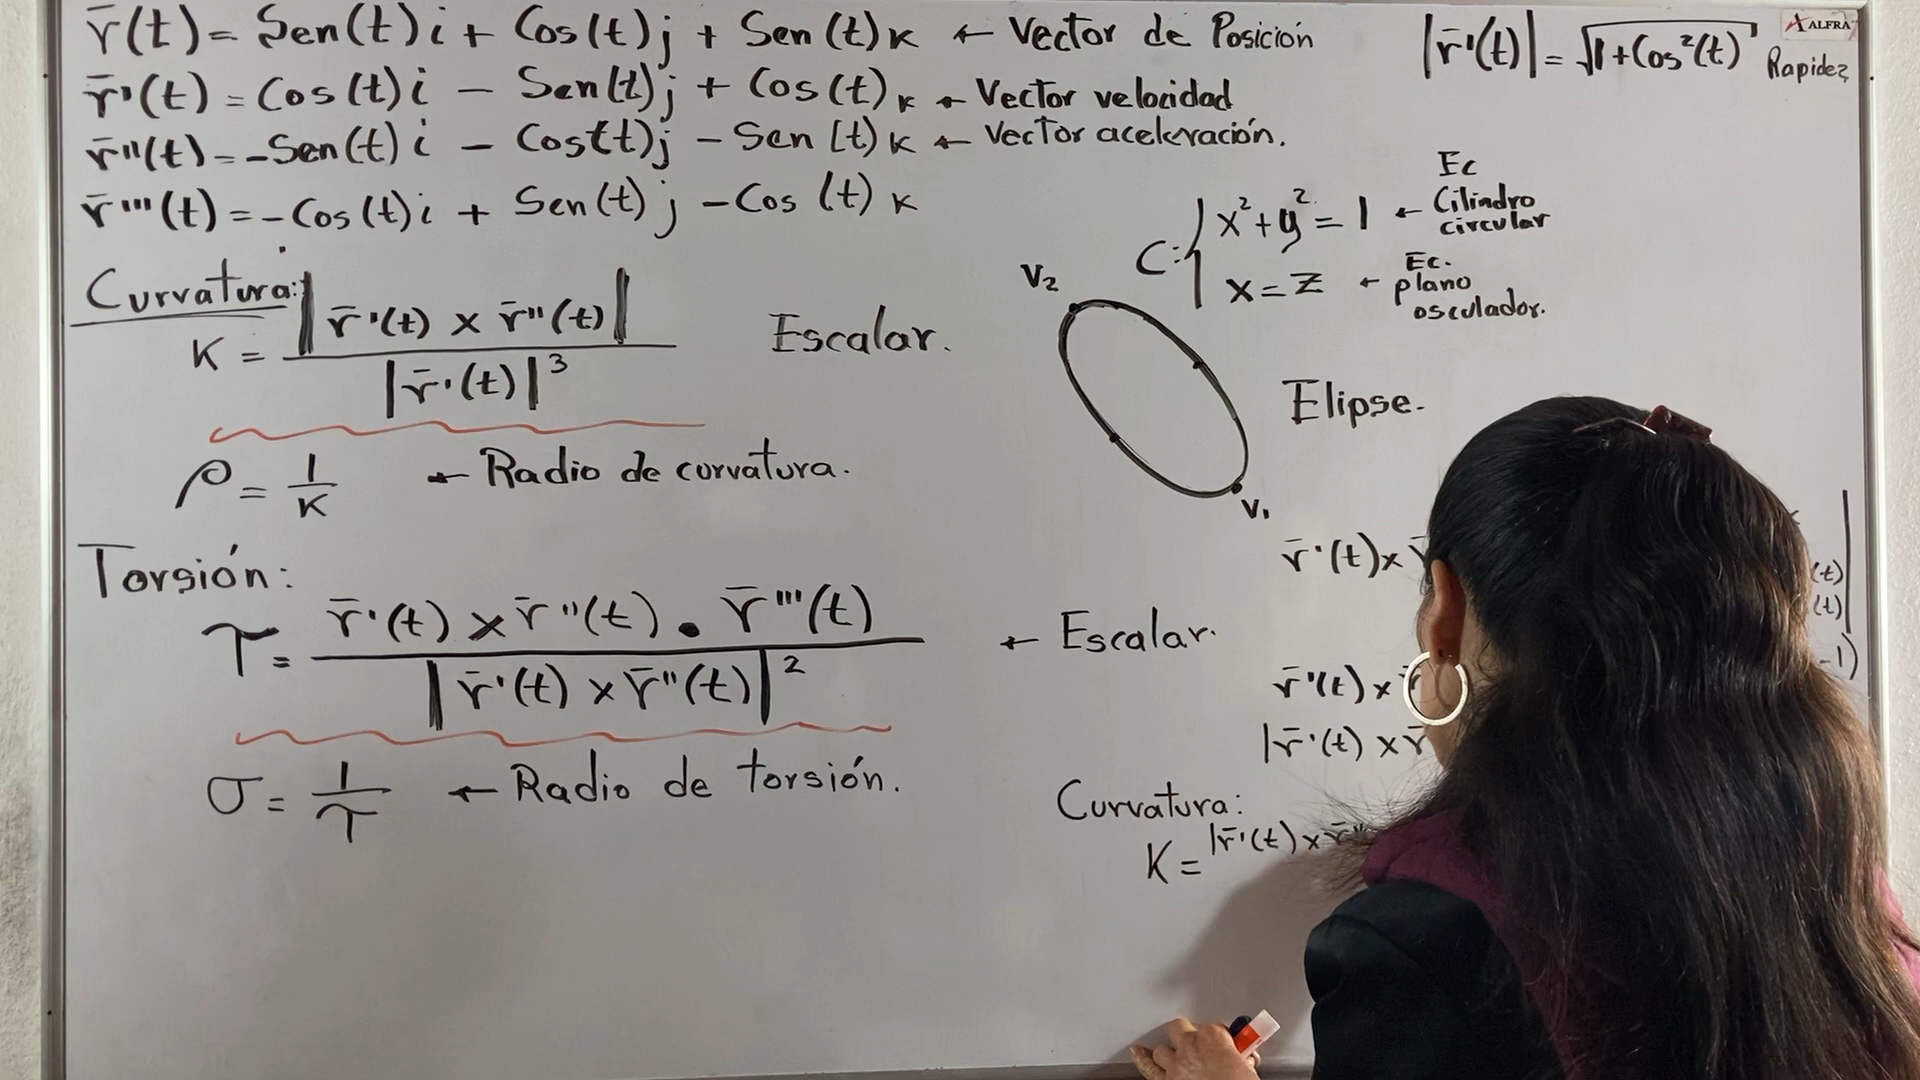 r̄(t) = Sen(t)i + Cos(t)j + Sen(t)k ← Vector de Posición
r̄'(t) = Cos(t)i − Sen(t)j + Cos(t)k ← Vector velocidad
r̄''(t) = −Sen(t)i − Cos(t)j − Sen(t)k ← Vector aceleración.
r̄'''(t) = −Cos(t)i + Sen(t)j − Cos(t)k
|r̄'(t)| = √(1+Cos²(t)) Rapidez
ALFRA
Curvatura:
K = |r̄'(t) x r̄''(t)| / |r̄'(t)|³
Escalar.
ρ = 1/K ← Radio de curvatura.
Torsión:
T = r̄'(t) x r̄''(t) • r̄'''(t) / |r̄'(t) x r̄''(t)|²
← Escalar.
σ = 1/T ← Radio de torsión.
C: { x² + y² = 1 ← Ec Cilindro circular
x = z ← Ec. plano osculador.
V₂
Elipse.
V₁
r̄'(t) x
(t)
(t)
-1)
r̄'(t) x
|r̄'(t) x r̄
Curvatura:
K = |r̄'(t) x r̄''